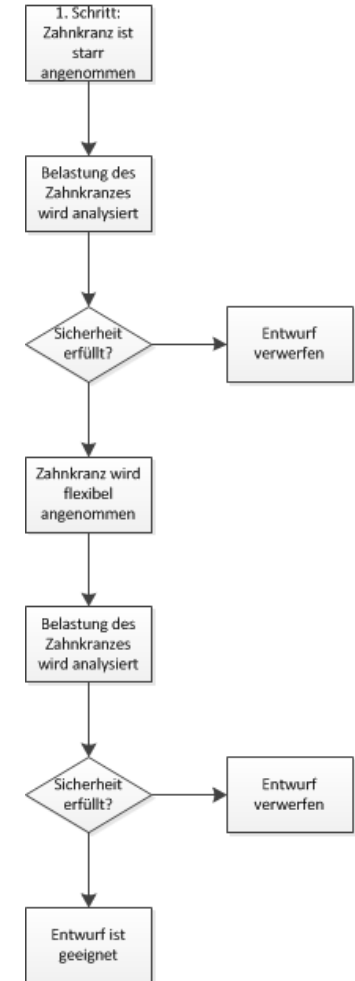 1. Schritt:
Zahnkranz ist
starr
angenommen
Belastung des
Zahnkranzes
wird analysiert
Sicherheit
erfüllt?
Entwurf
verwerfen
Zahnkranz wird
flexibel
angenommen
Belastung des
Zahnkranzes
wird analysiert
Sicherheit
erfüllt?
Entwurf
verwerfen
Entwurf ist
geeignet